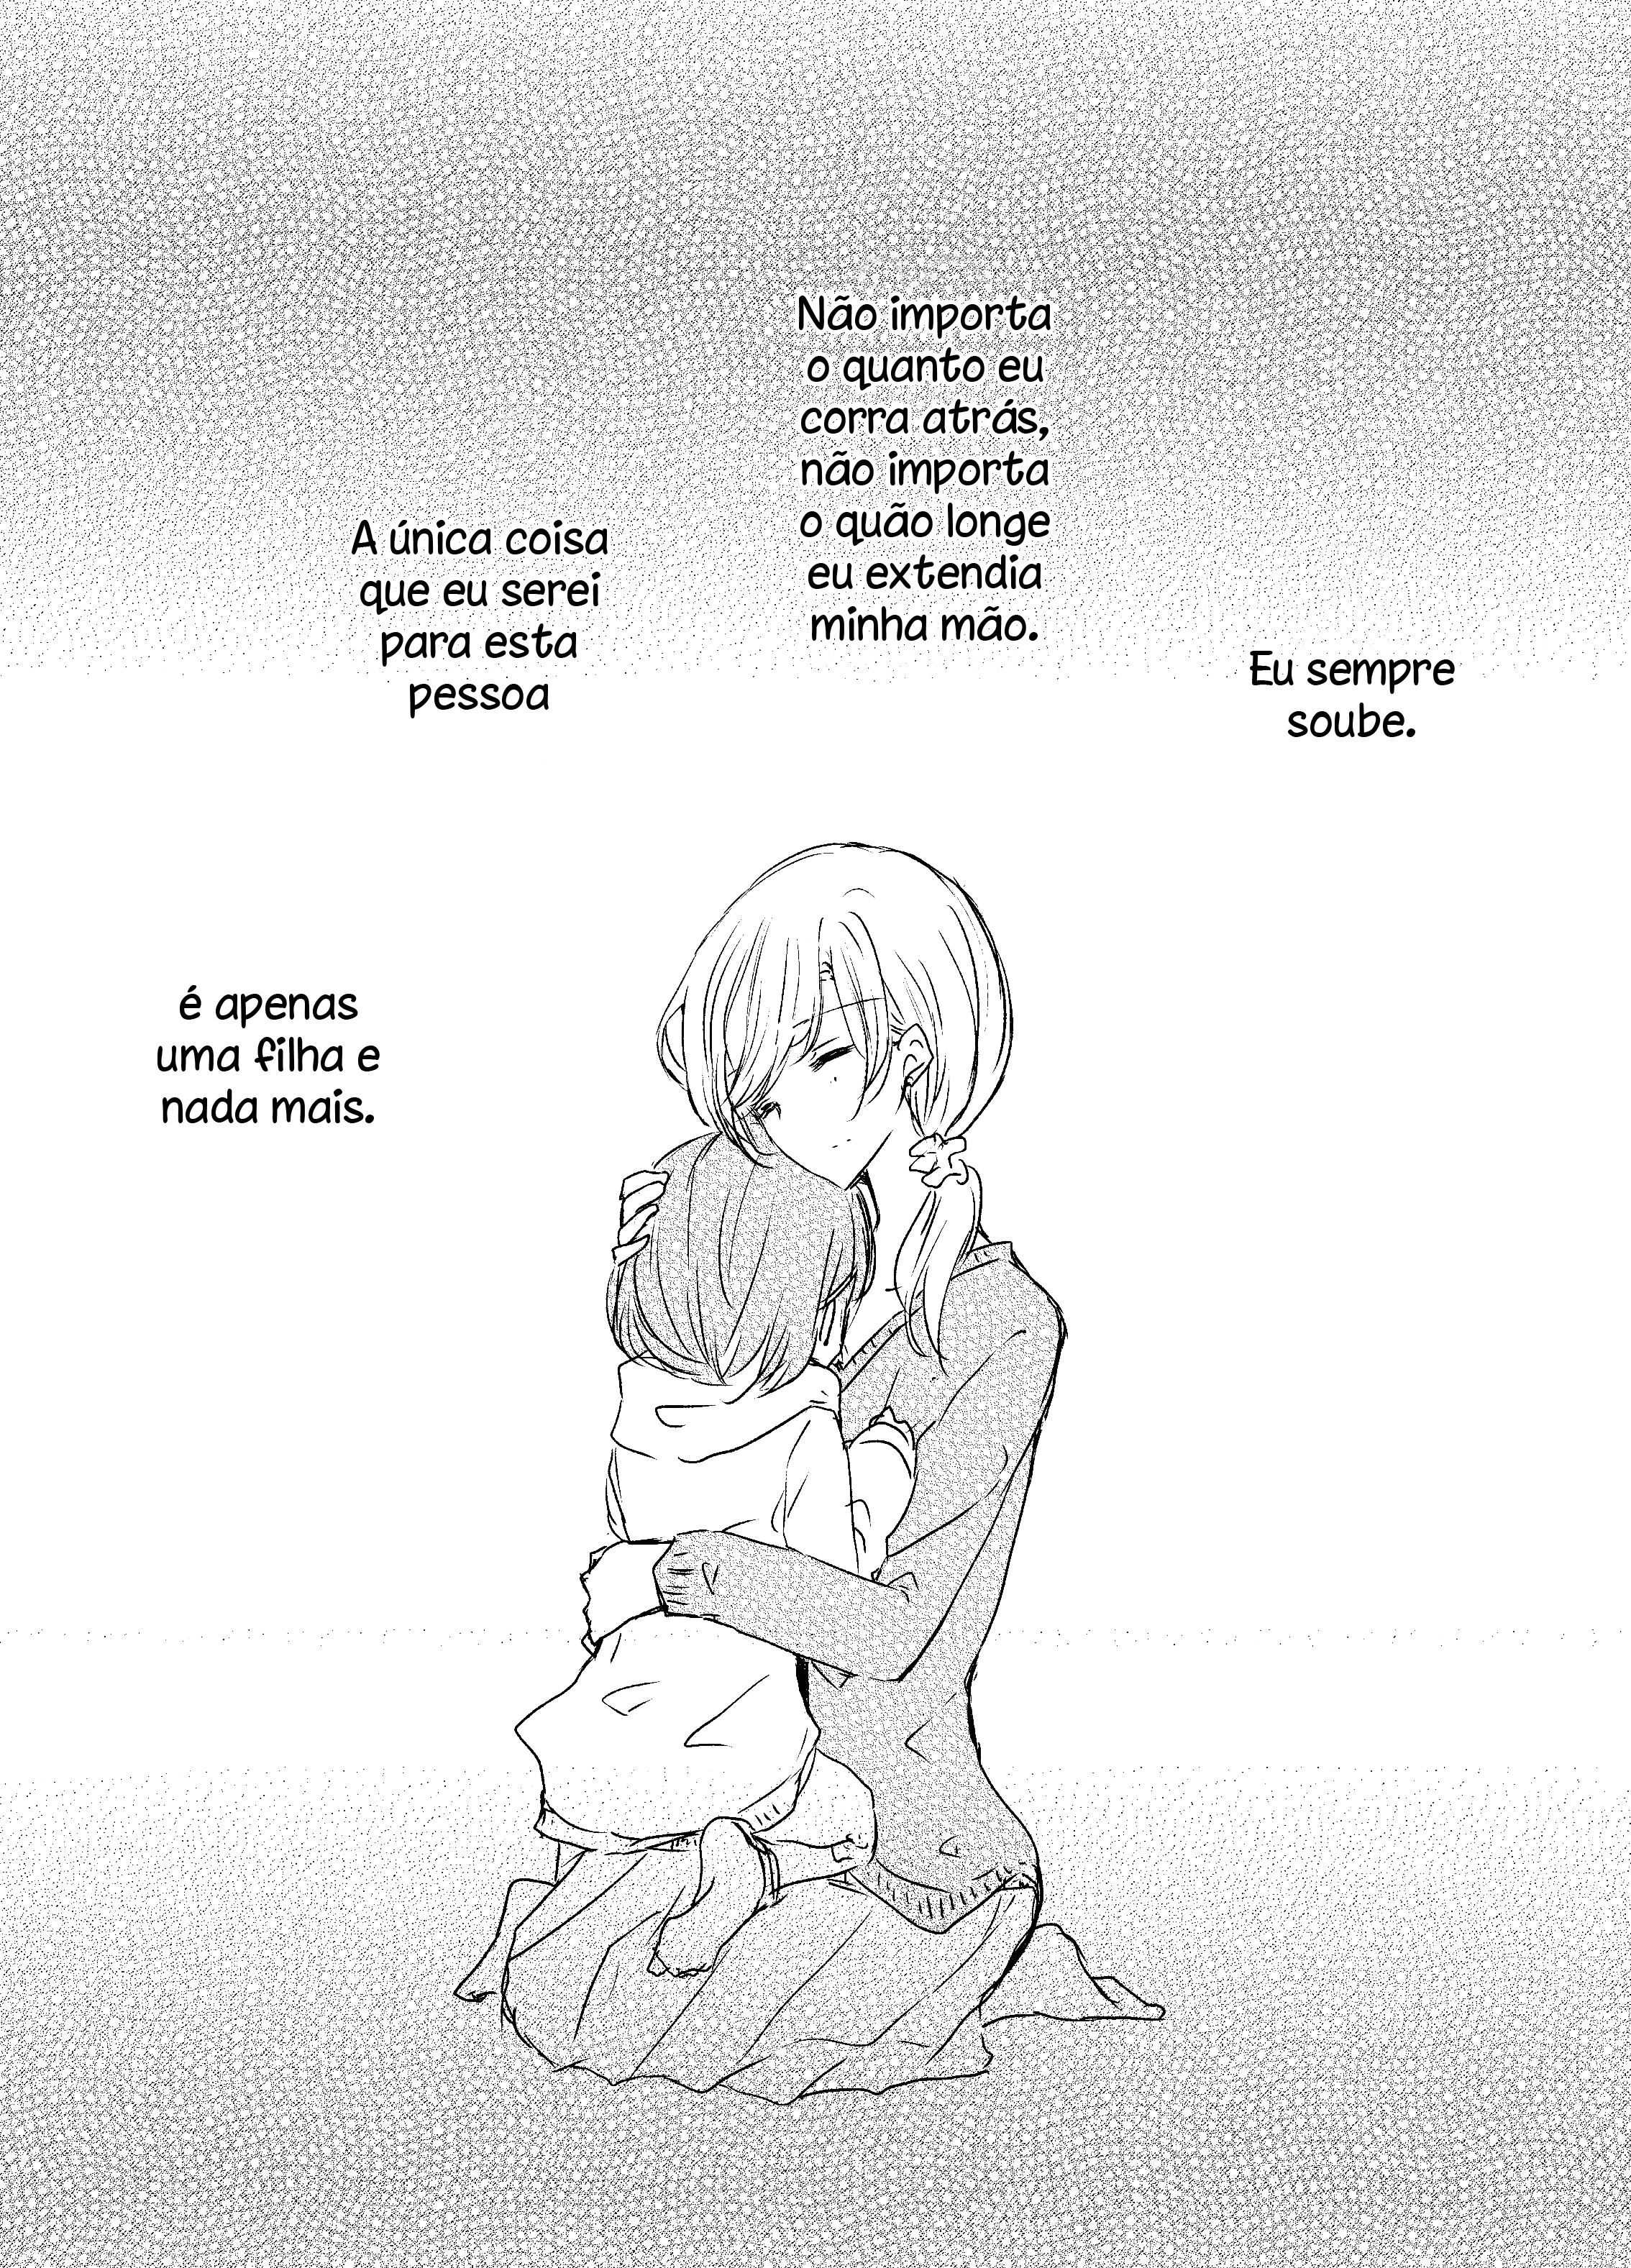 Eu sempre
soube.
Não importa
o quanto eu
corra atrás,
não importa
o quão longe
eu extendia
minha mão.
A única coisa
que eu serei
para esta
pessoa
é apenas
uma filha e
nada mais.